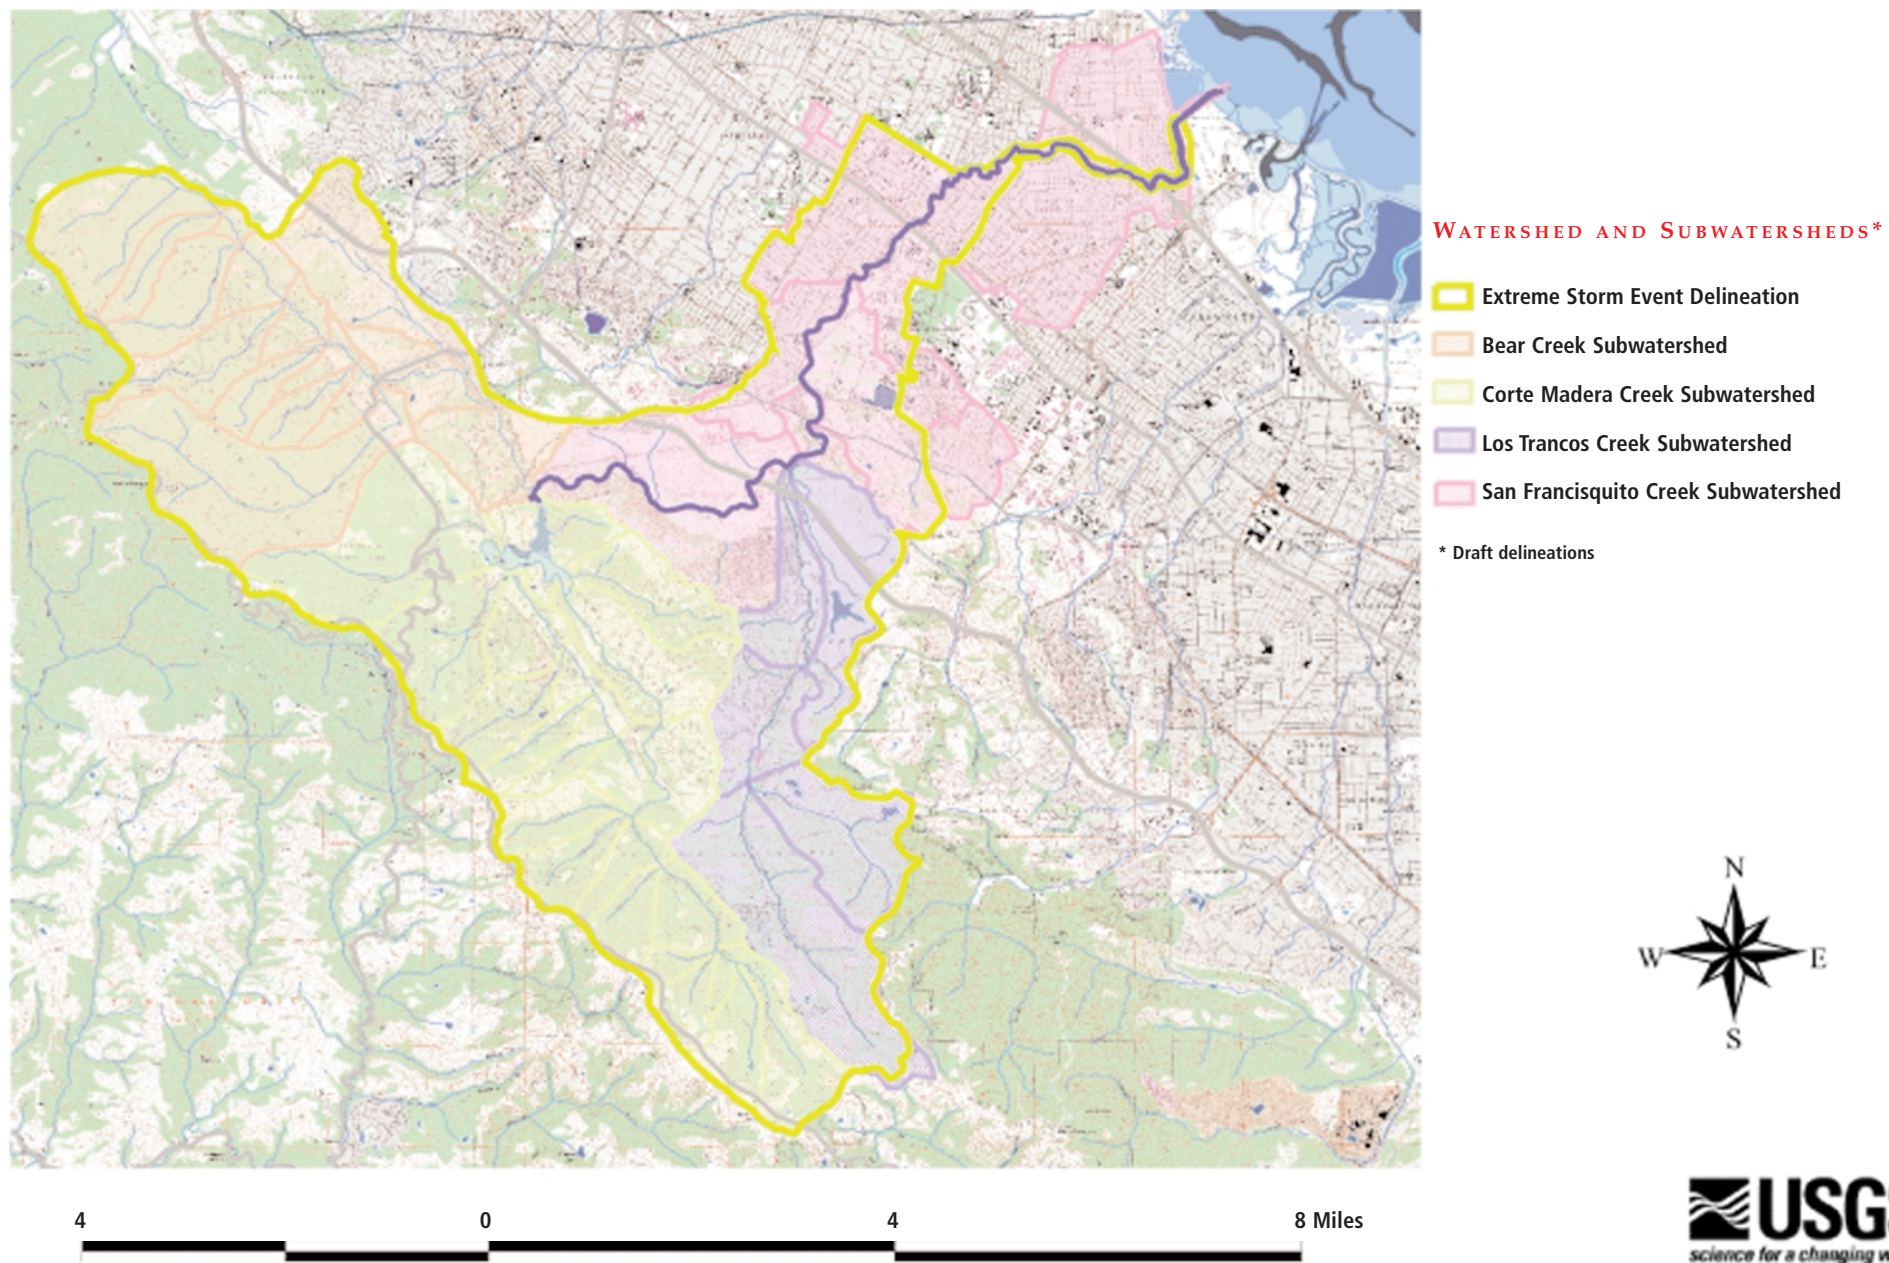 WATERSHED AND SUBWATERSHEDS*
Extreme Storm Event Delineation
Bear Creek Subwatershed
Corte Madera Creek Subwatershed
Los Trancos Creek Subwatershed
San Francisquito Creek Subwatershed
* Draft delineations
N
W E
S
4 0 4 8 Miles
USG
science for a changing w